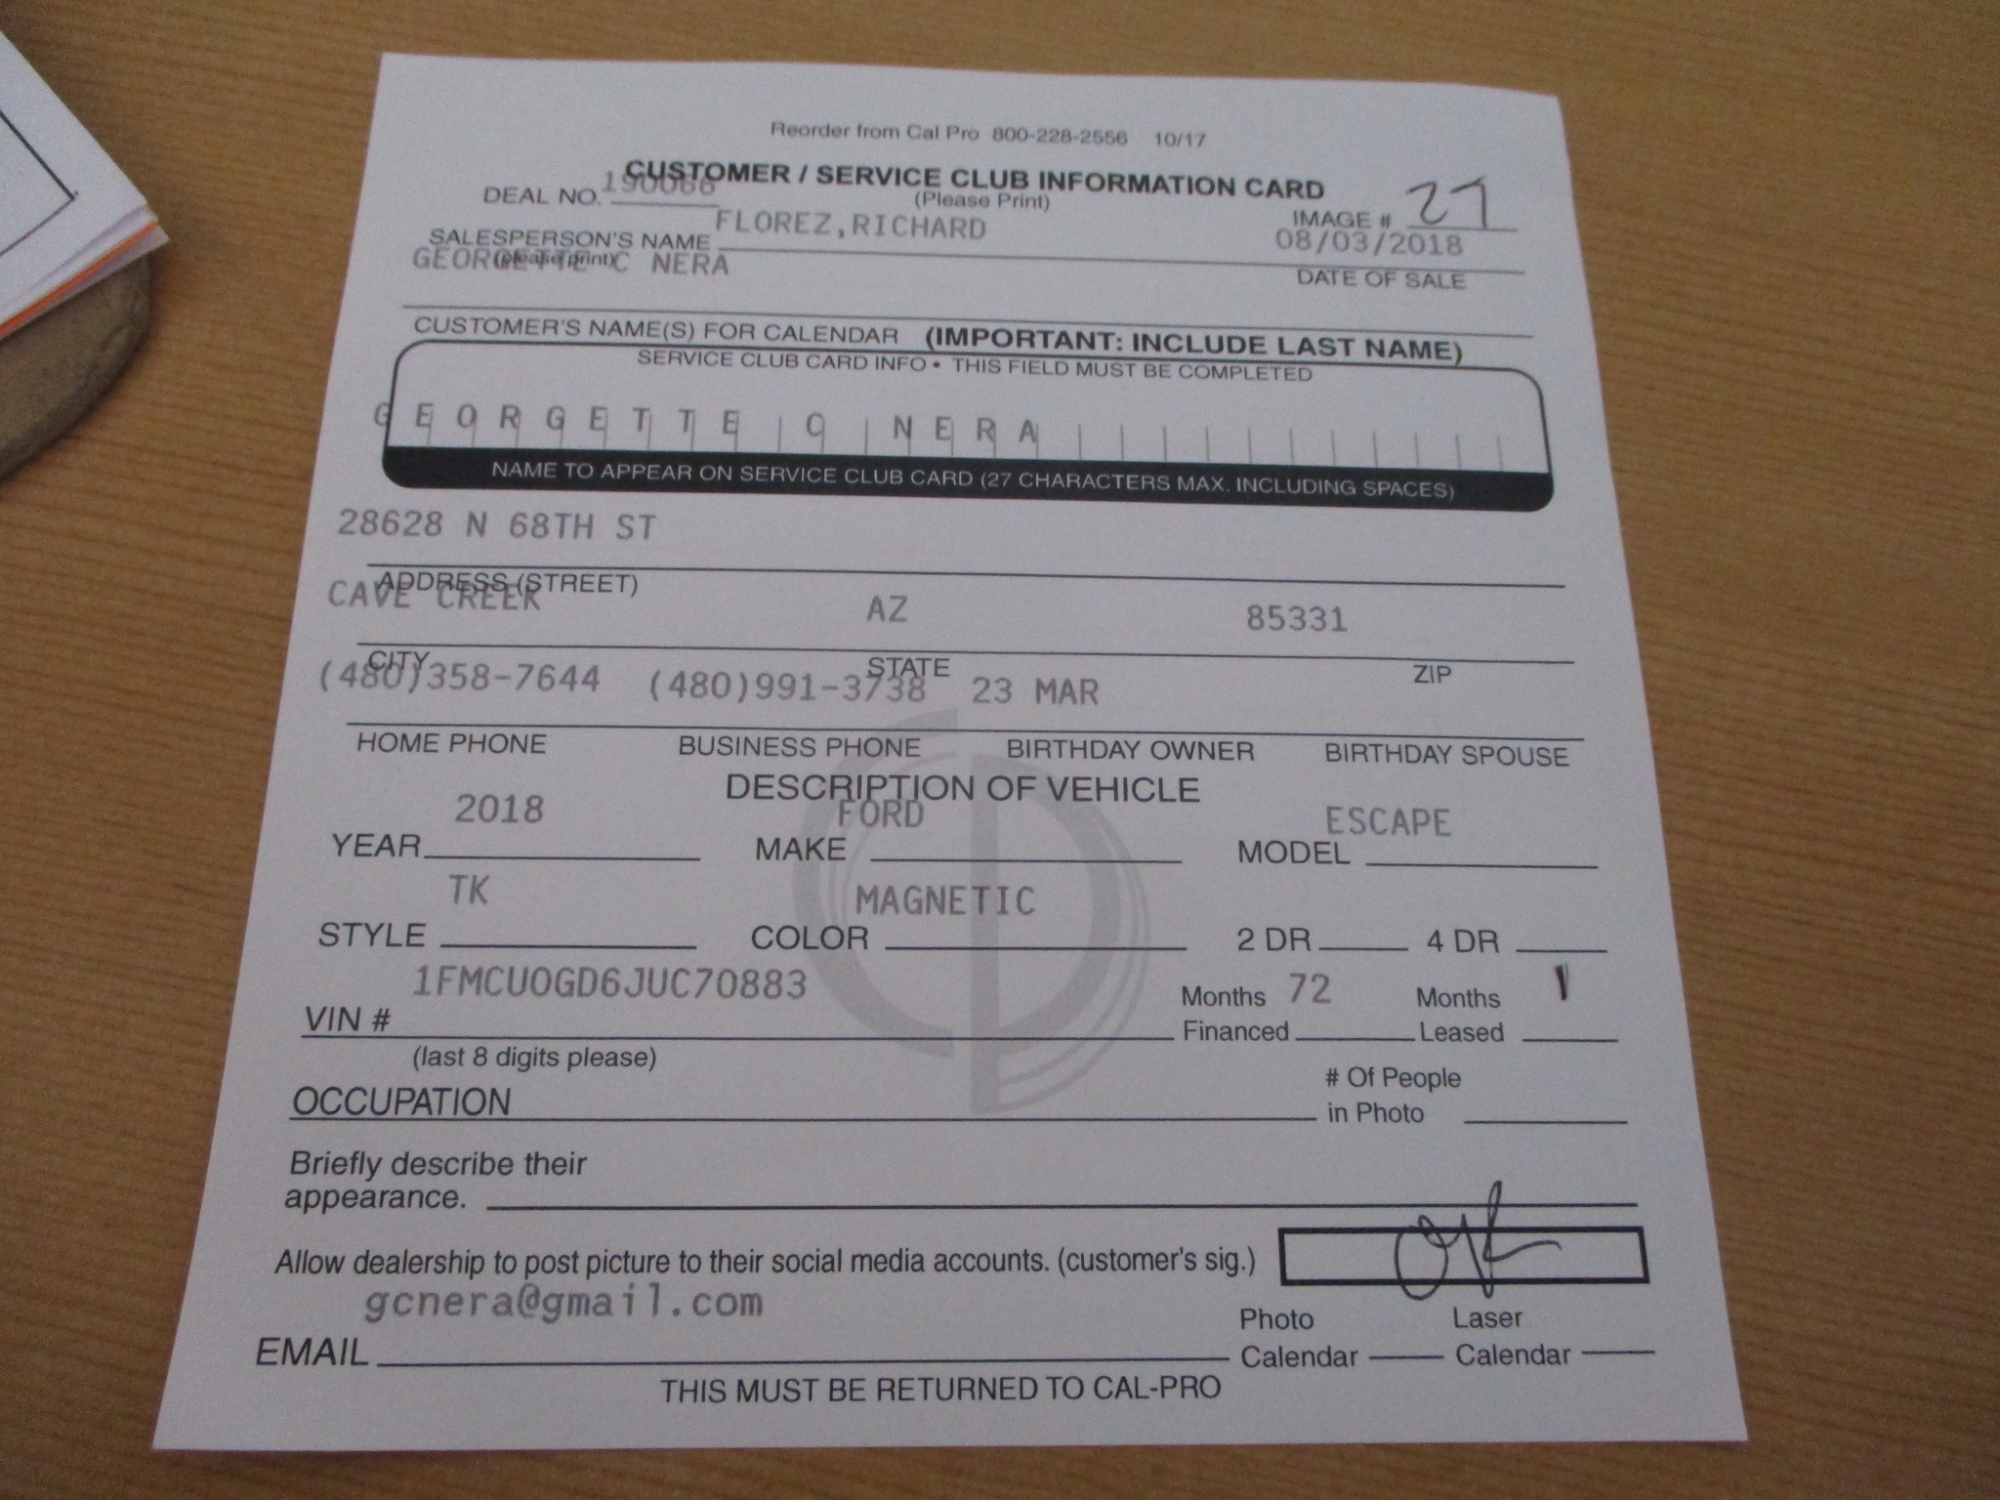 Reorder from Cal Pro 800-228-2556 10/17
CUSTOMER / SERVICE CLUB INFORMATION CARD
DEAL NO. 190066 (Please Print) IMAGE # 27
SALESPERSON'S NAME FLOREZ,RICHARD 08/03/2018
(please print) DATE OF SALE
GEORGETTE C NERA
CUSTOMER'S NAME(S) FOR CALENDAR (IMPORTANT: INCLUDE LAST NAME)
SERVICE CLUB CARD INFO • THIS FIELD MUST BE COMPLETED
GEORGETTE C NERA
NAME TO APPEAR ON SERVICE CLUB CARD (27 CHARACTERS MAX. INCLUDING SPACES)
28628 N 68TH ST
ADDRESS (STREET)
CAVE CREEK AZ 85331
CITY STATE ZIP
(480)358-7644 (480)991-3738 23 MAR
HOME PHONE BUSINESS PHONE BIRTHDAY OWNER BIRTHDAY SPOUSE
DESCRIPTION OF VEHICLE
2018 FORD ESCAPE
YEAR MAKE MODEL
TK MAGNETIC
STYLE COLOR 2 DR 4 DR
1FMCU0GD6JUC70883 Months 72 Months 1
VIN # Financed Leased
(last 8 digits please)
# Of People
OCCUPATION in Photo
Briefly describe their
appearance.
Allow dealership to post picture to their social media accounts. (customer's sig.)
gcnera@gmail.com Photo Laser
EMAIL Calendar Calendar
THIS MUST BE RETURNED TO CAL-PRO